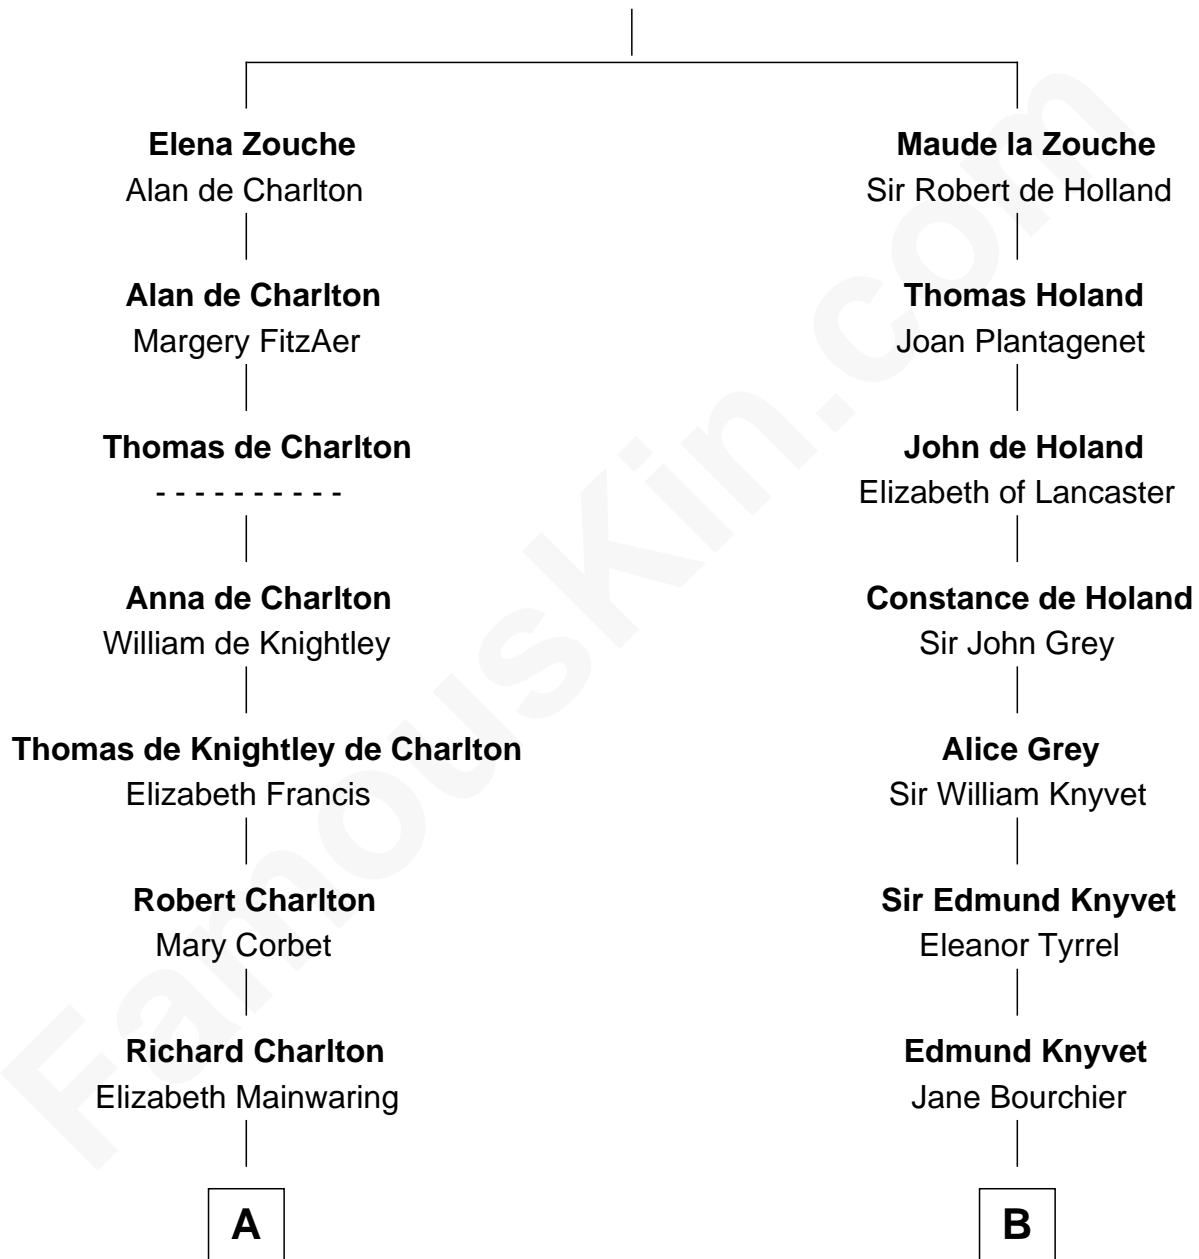 Elena Zouche
Alan de Charlton
Alan de Charlton
Margery FitzAer
Thomas de Charlton
- - - - - - - - - -
Anna de Charlton
William de Knightley
Thomas de Knightley de Charlton
Elizabeth Francis
Robert Charlton
Mary Corbet
Richard Charlton
Elizabeth Mainwaring
A
Maude la Zouche
Sir Robert de Holland
Thomas Holand
Joan Plantagenet
John de Holand
Elizabeth of Lancaster
Constance de Holand
Sir John Grey
Alice Grey
Sir William Knyvet
Sir Edmund Knyvet
Eleanor Tyrrel
Edmund Knyvet
Jane Bourchier
B
FamousKin.com